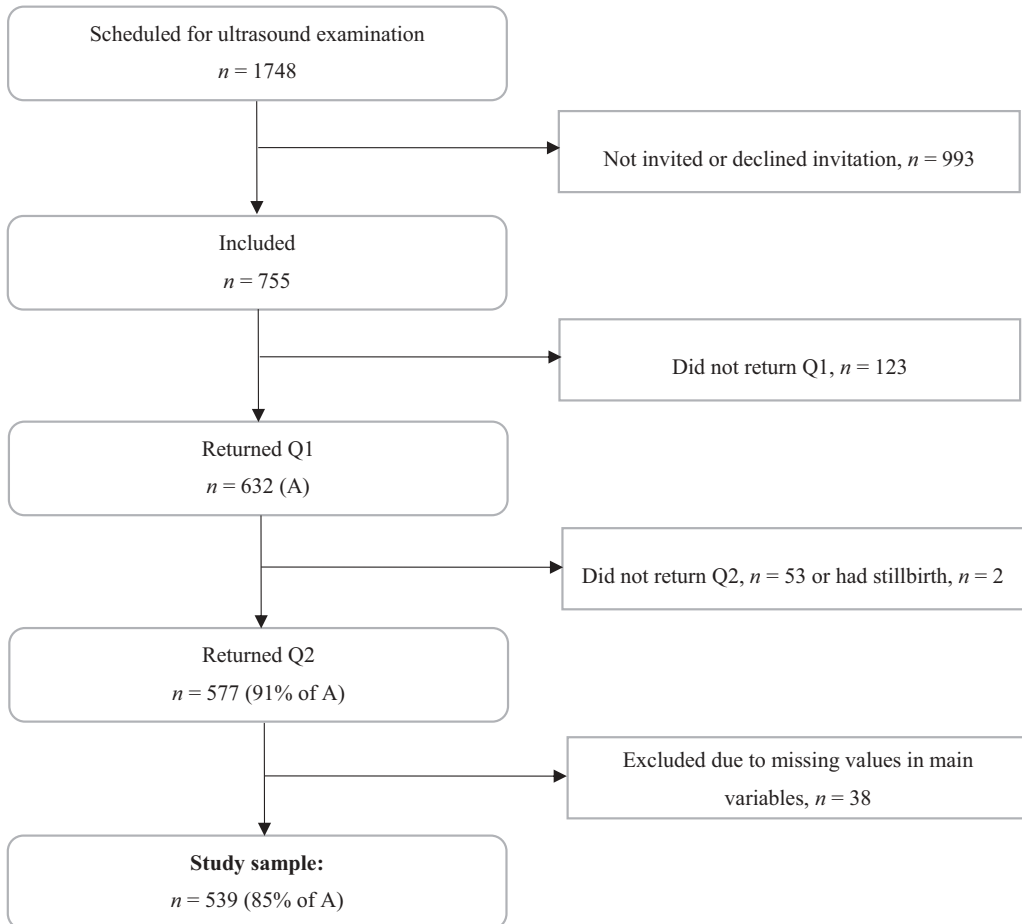 Scheduled for ultrasound examination
n = 1748
Not invited or declined invitation, n = 993
Included
n = 755
Did not return Q1, n = 123
Returned Q1
n = 632 (A)
Did not return Q2, n = 53 or had stillbirth, n = 2
Returned Q2
n = 577 (91% of A)
Excluded due to missing values in main
variables, n = 38
Study sample:
n = 539 (85% of A)